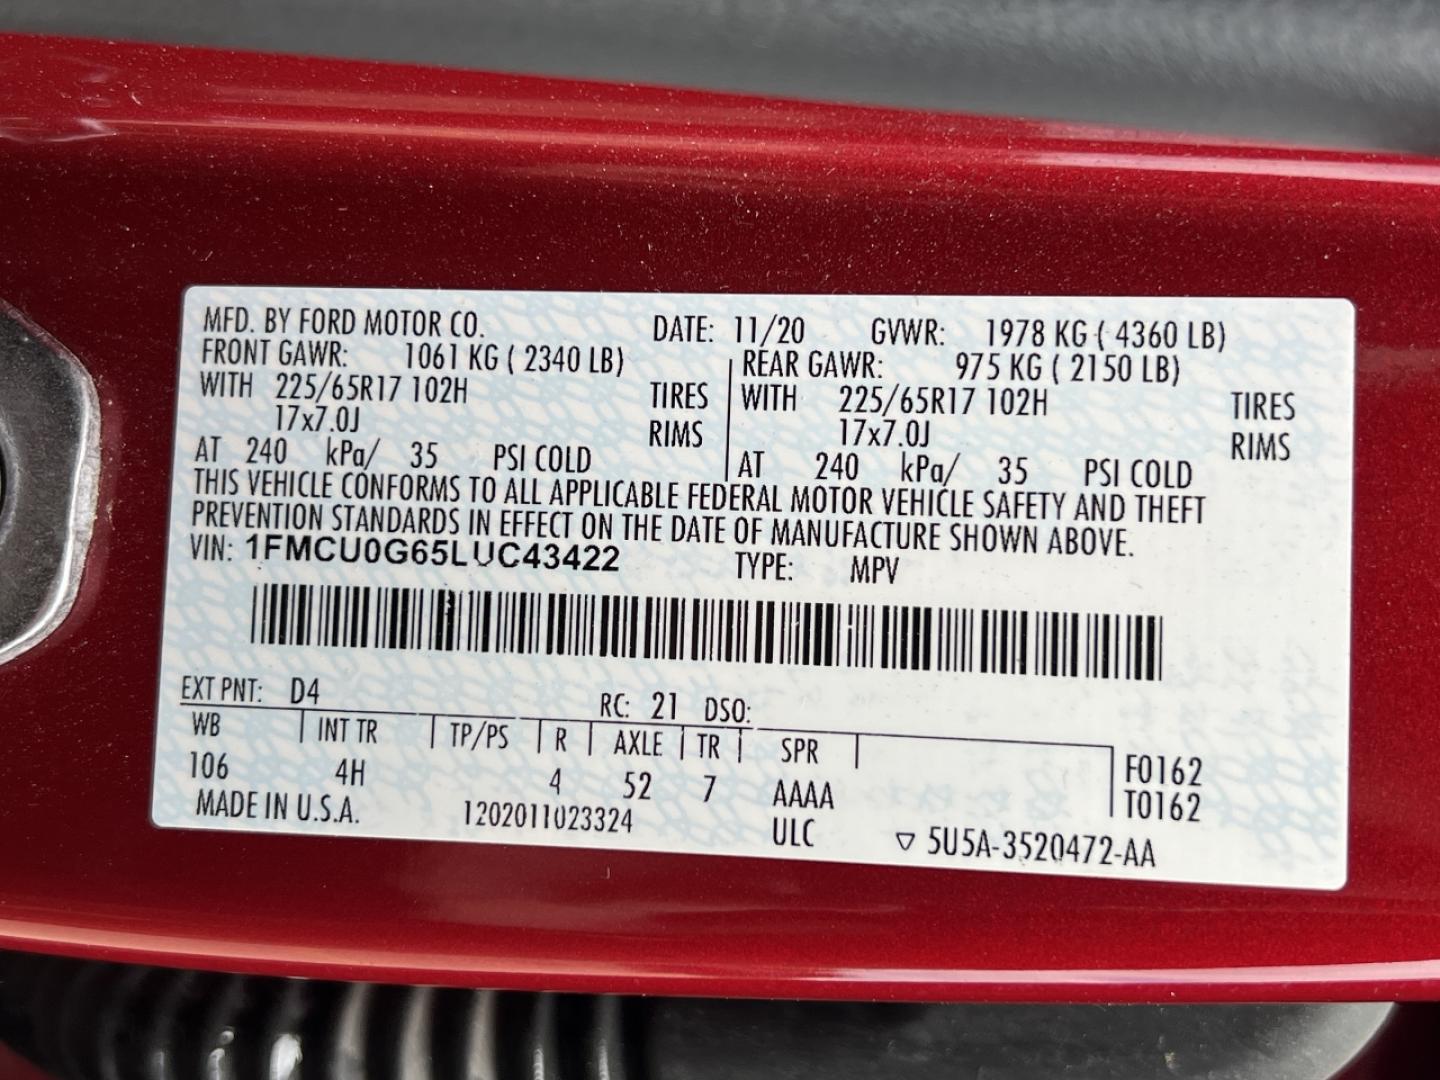 MFD. BY FORD MOTOR CO. DATE: 11/20 GVWR: 1978 KG ( 4360 LB)
FRONT GAWR: 1061 KG ( 2340 LB) REAR GAWR: 975 KG ( 2150 LB)
WITH 225/65R17 102H TIRES WITH 225/65R17 102H TIRES
17x7.0J RIMS 17x7.0J RIMS
AT 240 kPa/ 35 PSI COLD AT 240 kPa/ 35 PSI COLD
THIS VEHICLE CONFORMS TO ALL APPLICABLE FEDERAL MOTOR VEHICLE SAFETY AND THEFT
PREVENTION STANDARDS IN EFFECT ON THE DATE OF MANUFACTURE SHOWN ABOVE.
VIN: 1FMCU0G65LUC43422 TYPE: MPV
EXT PNT: D4 RC: 21 DSO:
WB INT TR TP/PS R AXLE TR SPR F0162
106 4H 4 52 7 AAAA T0162
MADE IN U.S.A. 1202011023324 ULC ▽ 5U5A-3520472-AA